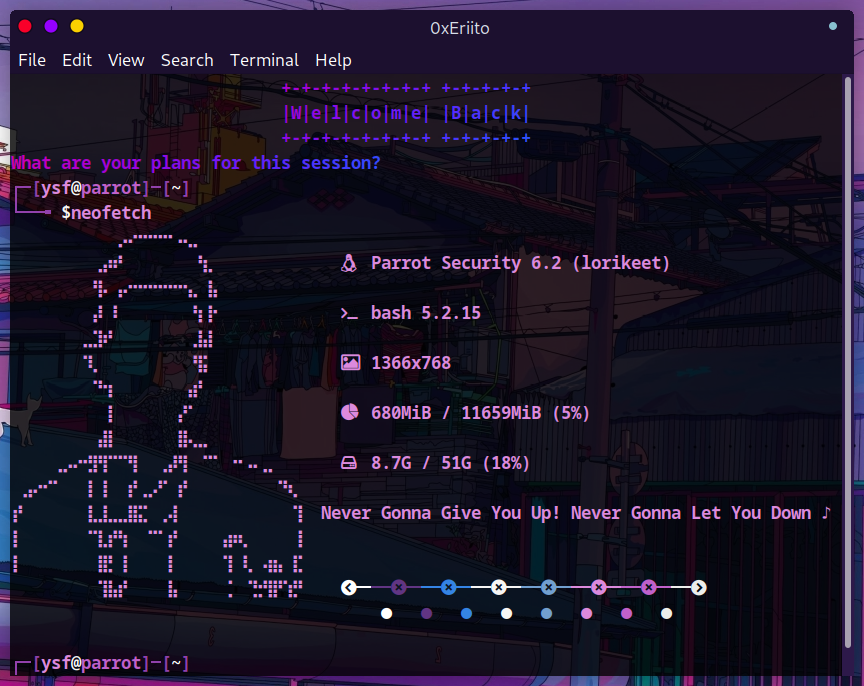 0xEriito
File Edit View Search Terminal Help
+-+-+-+-+-+-+-+ +-+-+-+-+
|W|e|l|c|o|m|e| |B|a|c|k|
+-+-+-+-+-+-+-+ +-+-+-+-+
What are your plans for this session?
┌─[ysf@parrot]─[~]
└──╼ $neofetch
Parrot Security 6.2 (lorikeet)
bash 5.2.15
1366x768
680MiB / 11659MiB (5%)
8.7G / 51G (18%)
Never Gonna Give You Up! Never Gonna Let You Down ♪
┌─[ysf@parrot]─[~]